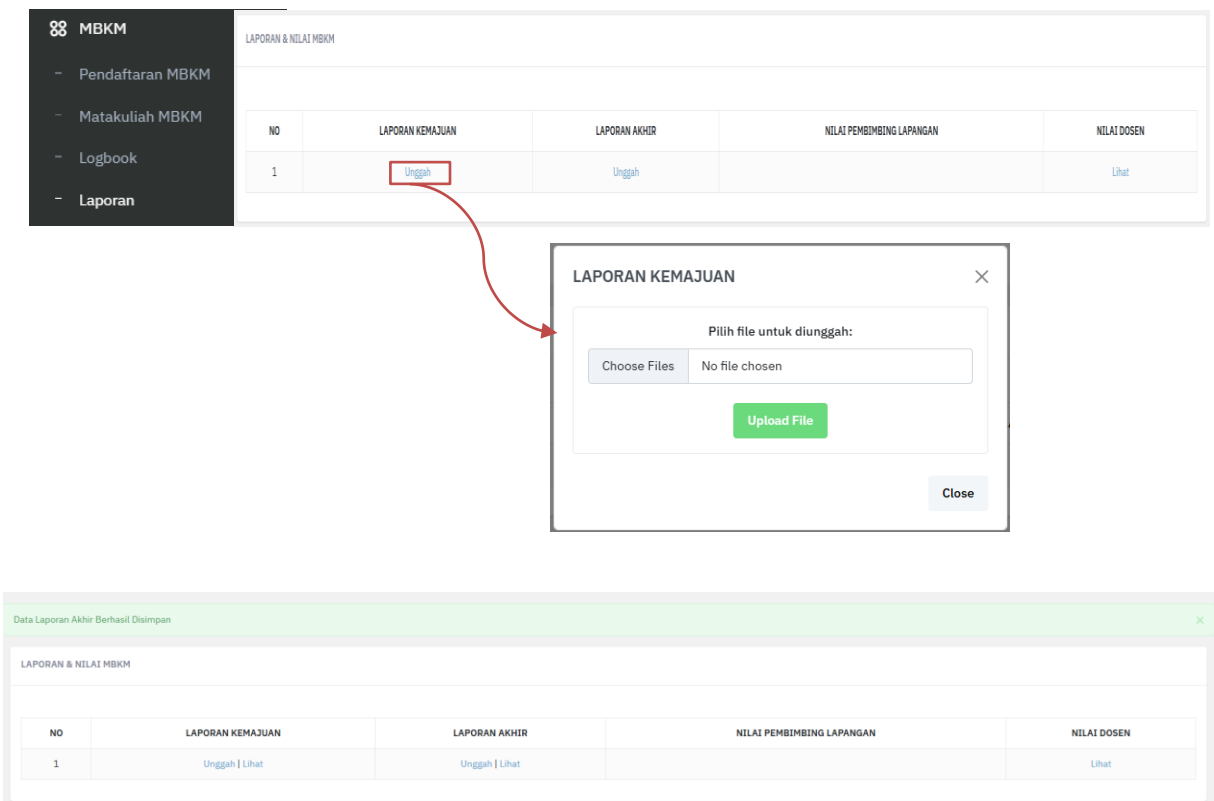 MBKM
- Pendaftaran MBKM
- Matakuliah MBKM
- Logbook
- Laporan
LAPORAN & NILAI MBKM
NO LAPORAN KEMAJUAN LAPORAN AKHIR NILAI PEMBIMBING LAPANGAN NILAI DOSEN
1 Unggah Unggah Lihat
LAPORAN KEMAJUAN
Pilih file untuk diunggah:
Choose Files No file chosen
Upload File
Close
Data Laporan Akhir Berhasil Disimpan
LAPORAN & NILAI MBKM
NO LAPORAN KEMAJUAN LAPORAN AKHIR NILAI PEMBIMBING LAPANGAN NILAI DOSEN
1 Unggah | Lihat Unggah | Lihat Lihat